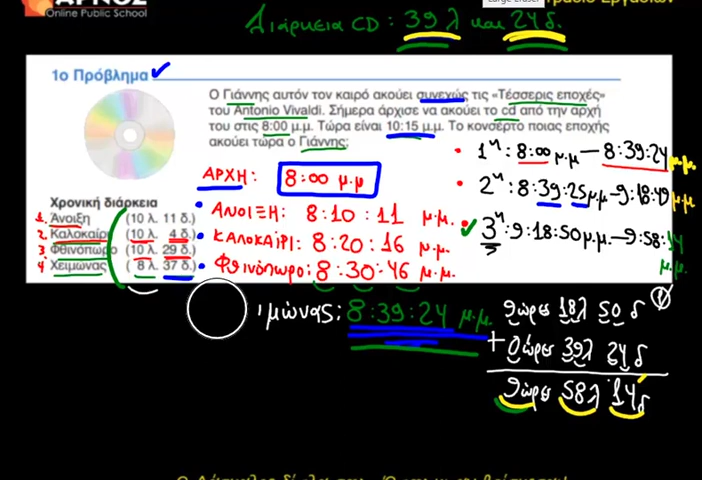 Online Public School
Διάρκεια CD: 39 λ και 24 δ.
1ο Πρόβλημα
Ο Γιάννης αυτόν τον καιρό ακούει συνεχώς τις «Τέσσερις εποχές»
του Antonio Vivaldi. Σήμερα άρχισε να ακούει το cd από την αρχή
του στις 8:00 μ.μ. Τώρα είναι 10:15 μ.μ. Το κονσέρτο ποιας εποχής
ακούει τώρα ο Γιάννης;
1η: 8:00 μ.μ – 8:39:24 μ.μ.
ΑΡΧΗ: 8:00 μ.μ
2η: 8:39:25 μ.μ – 9:18:49 μ.μ
Χρονική διάρκεια
1. Άνοιξη (10 λ. 11 δ.)
2. Καλοκαίρι (10 λ. 4 δ.)
3 Φθινόπωρο (10 λ. 29 δ.)
4 Χειμώνας (8 λ. 37 δ.)
ΑΝΟΙΞΗ: 8:10:11 μ.μ.
ΚΑΛΟΚΑΙΡΙ: 8:20:16 μ.μ.
Φθινόπωρο: 8:30:46 μ.μ.
3η: 9:18:50 μ.μ. – 9:58:14
μ.μ.
ιμώνας: 8:39:24 μ.μ.
9 ώρες 18 λ 50 δ
+ 0 ώρες 39 λ 24 δ
9 ώρες 58 λ 14 δ